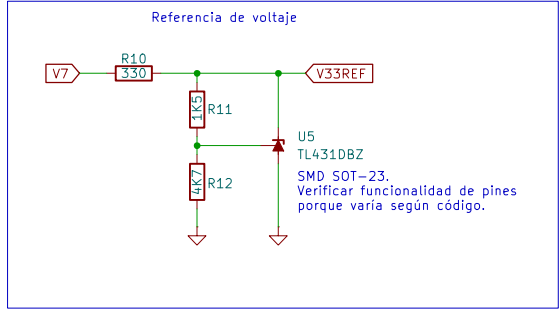 Referencia de voltaje
R10
V7
330
V33REF
1K5
R11
U5
TL431DBZ
4K7
R12
SMD SOT-23.
Verificar funcionalidad de pines
porque varía según código.